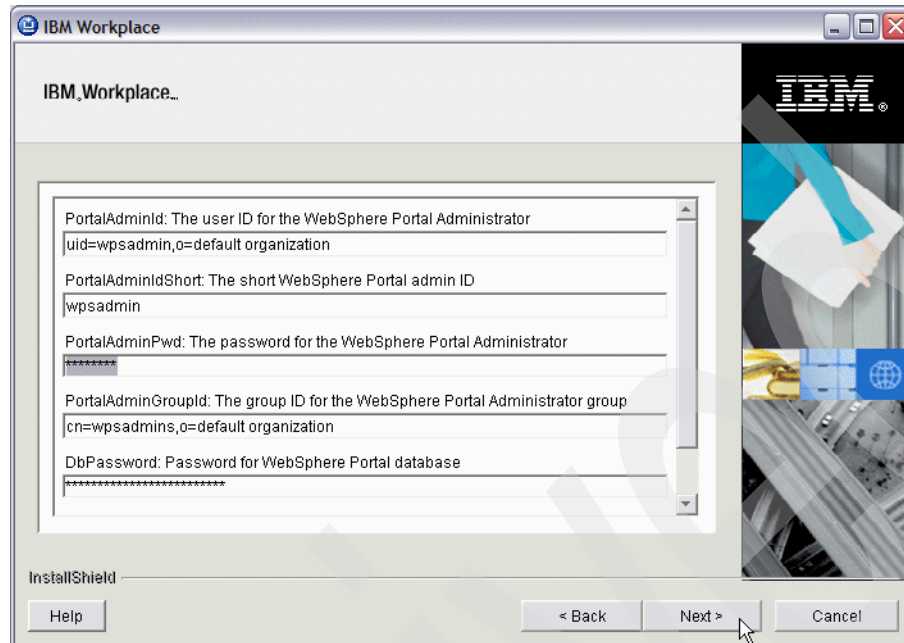 IBM Workplace
IBM Workplace™
IBM®
PortalAdminId: The user ID for the WebSphere Portal Administrator
uid=wpsadmin,o=default organization
PortalAdminIdShort: The short WebSphere Portal admin ID
wpsadmin
PortalAdminPwd: The password for the WebSphere Portal Administrator
********
PortalAdminGroupId: The group ID for the WebSphere Portal Administrator group
cn=wpsadmins,o=default organization
DbPassword: Password for WebSphere Portal database
*************************
InstallShield
Help
< Back
Next >
Cancel